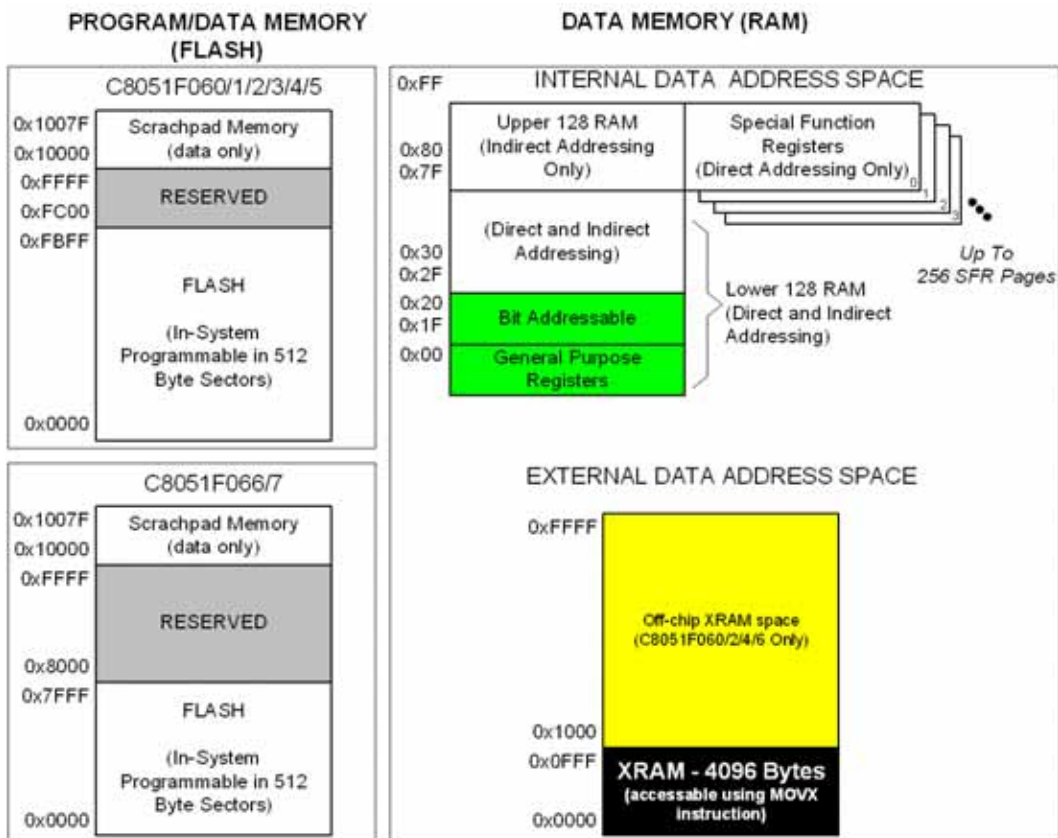 PROGRAM/DATA MEMORY
(FLASH)
C8051F060/1/2/3/4/5
0x1007F
0x10000
0xFFFF
0xFC00
0xFBFF
0x0000
Scrachpad Memory
(data only)
RESERVED
FLASH
(In-System
Programmable in 512
Byte Sectors)
C8051F066/7
0x1007F
0x10000
0xFFFF
0x8000
0x7FFF
0x0000
Scrachpad Memory
(data only)
RESERVED
FLASH
(In-System
Programmable in 512
Byte Sectors)
DATA MEMORY (RAM)
INTERNAL DATA ADDRESS SPACE
0xFF
0x80
0x7F
0x30
0x2F
0x20
0x1F
0x00
Upper 128 RAM
(Indirect Addressing
Only)
Special Function
Registers
(Direct Addressing Only)
0
1
2
3
Up To
256 SFR Pages
(Direct and Indirect
Addressing)
Bit Addressable
General Purpose
Registers
Lower 128 RAM
(Direct and Indirect
Addressing)
EXTERNAL DATA ADDRESS SPACE
0xFFFF
0x1000
0x0FFF
0x0000
Off-chip XRAM space
(C8051F060/2/4/6 Only)
XRAM - 4096 Bytes
(accessable using MOVX
instruction)